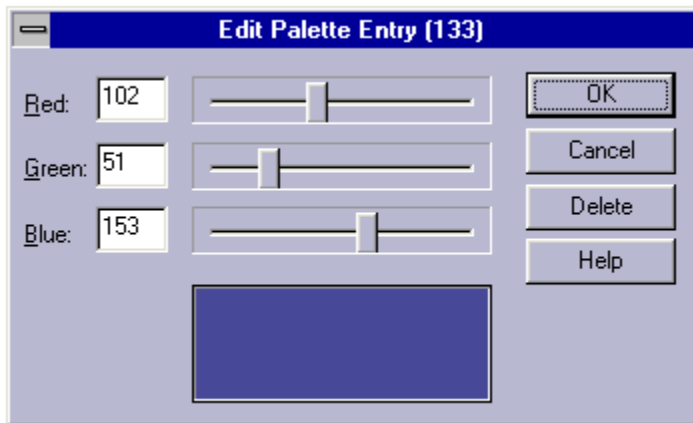 Edit Palette Entry (133)
Red: 102
OK
Green: 51
Cancel
Blue: 153
Delete
Help